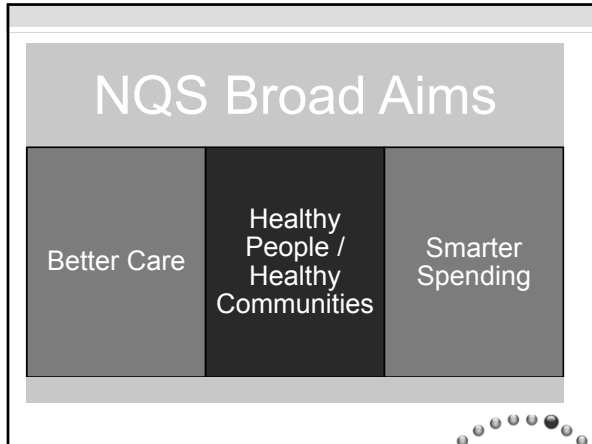 NQS Broad Aims
Better Care
Healthy
People /
Healthy
Communities
Smarter
Spending